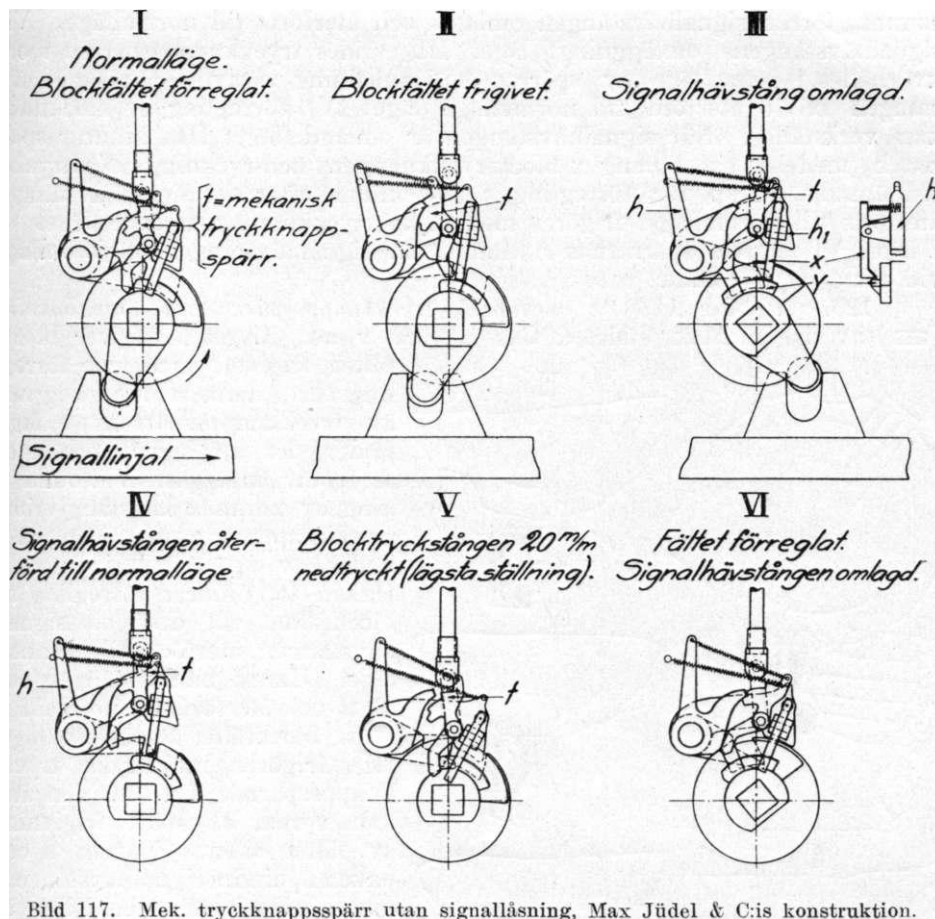 I
Normalläge.
Blockfältet förreglat.
t=mekanisk
tryckknapp-
spärr.
Signallinjal.
II
Blockfältet frigivet.
t
III
Signalhävstång omlagd.
h
t
h₁
x
y
h
IV
Signalhävstången åter-
förd till normalläge
h
t
V
Blocktryckstången 20 m/m
nedtryckt (lägsta ställning).
t
VI
Fältet förreglat.
Signalhävstången omlagd.
Bild 117. Mek. tryckknappsspärr utan signallåsning, Max Jüdel & C:is konstruktion.